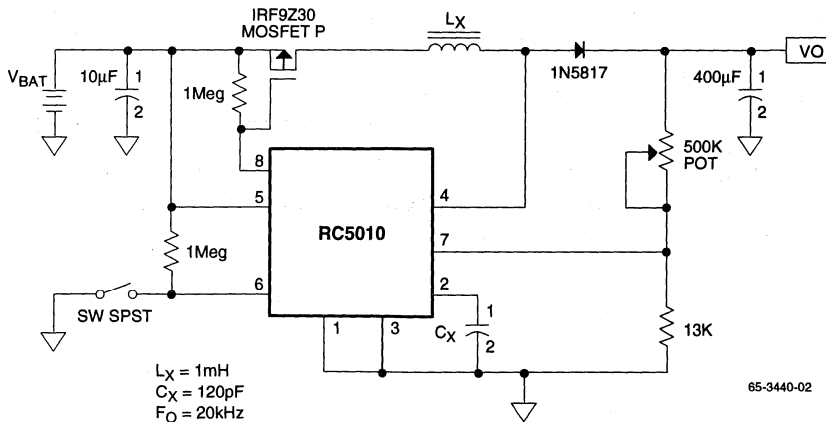 IRF9Z30
MOSFET P
LX
VBAT
10µF
1
2
1Meg
1N5817
VO
400µF
1
2
500K
POT
8
5
4
RC5010
7
1Meg
6
2
SW SPST
1
3
CX
1
2
13K
LX = 1mH
CX = 120pF
FO = 20kHz
65-3440-02